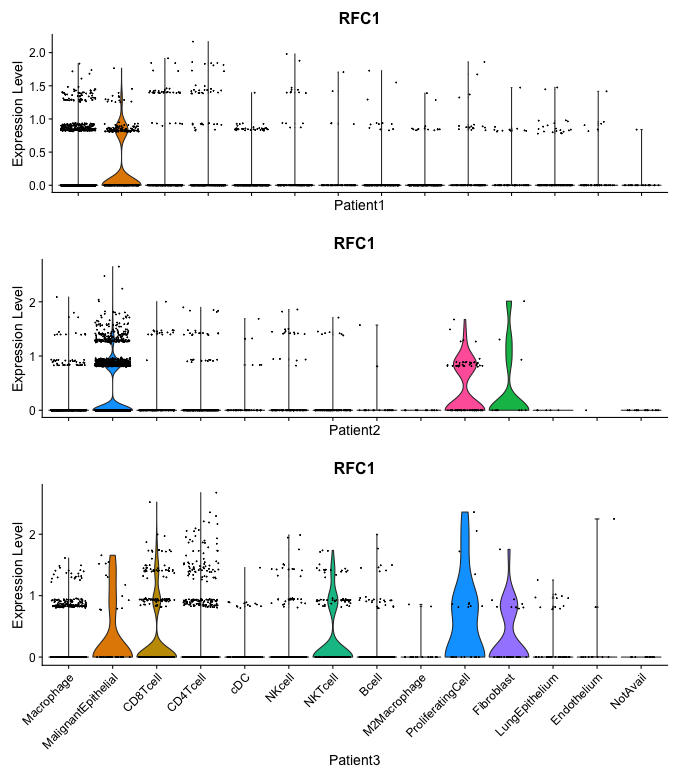 RFC1
Expression Level
2.0
1.5
1.0
0.5
0.0
Patient1
RFC1
Expression Level
2
1
0
Patient2
RFC1
Expression Level
2
1
0
Macrophage
MalignantEpithelial
CD8Tcell
CD4Tcell
cDC
NKcell
NKTcell
Bcell
M2Macrophage
ProliferatingCell
Fibroblast
LungEpithelium
Endothelium
NotAvail
Patient3